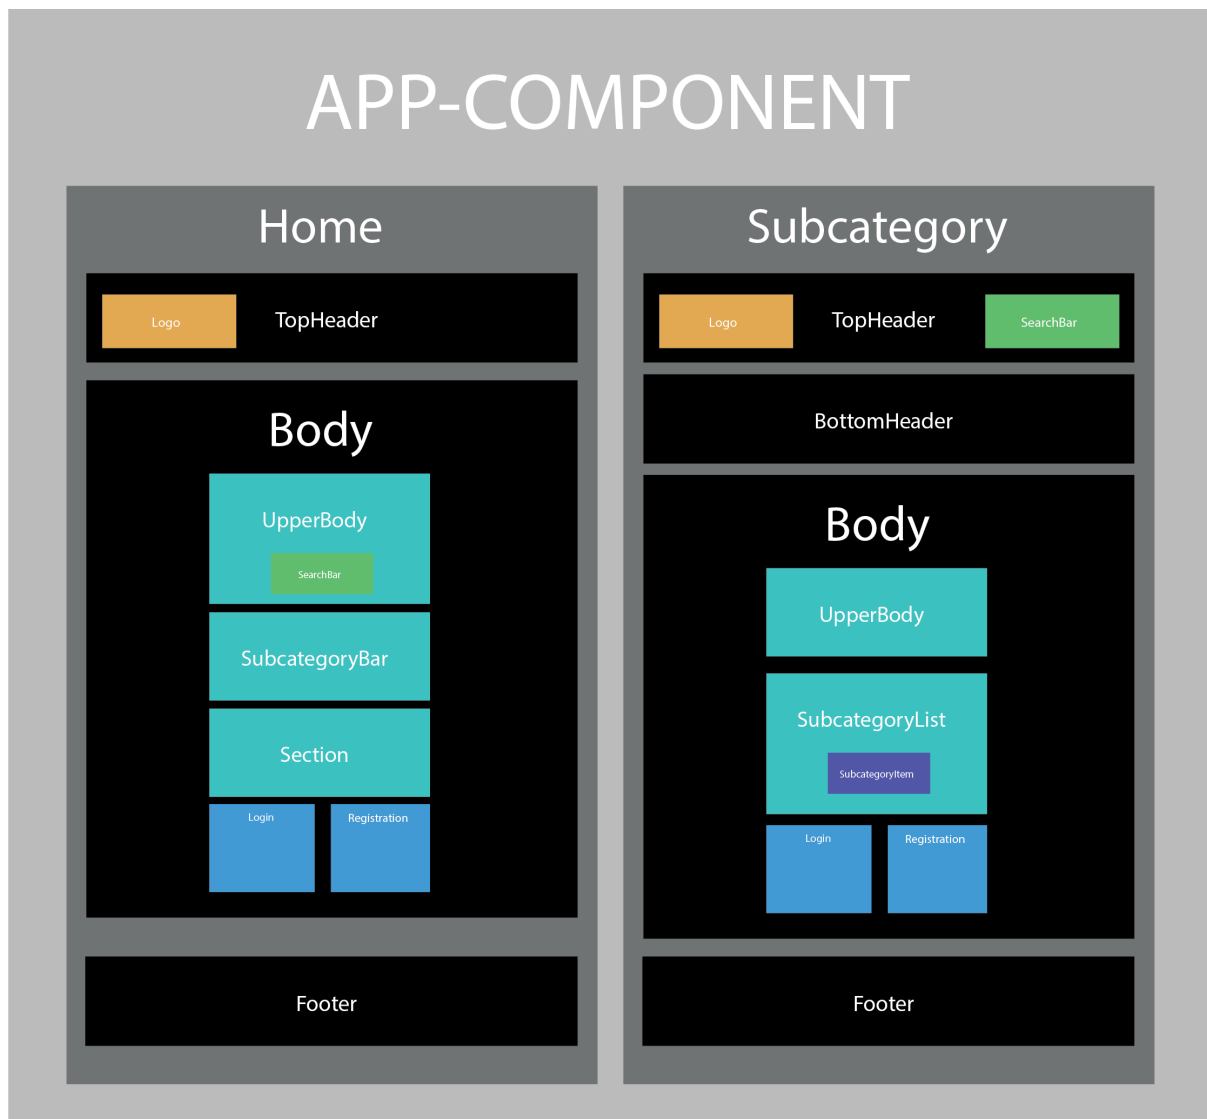 APP-COMPONENT
Home
Logo
TopHeader
Body
UpperBody
SearchBar
SubcategoryBar
Section
Login
Registration
Footer
Subcategory
Logo
TopHeader
SearchBar
BottomHeader
Body
UpperBody
SubcategoryList
SubcategoryItem
Login
Registration
Footer